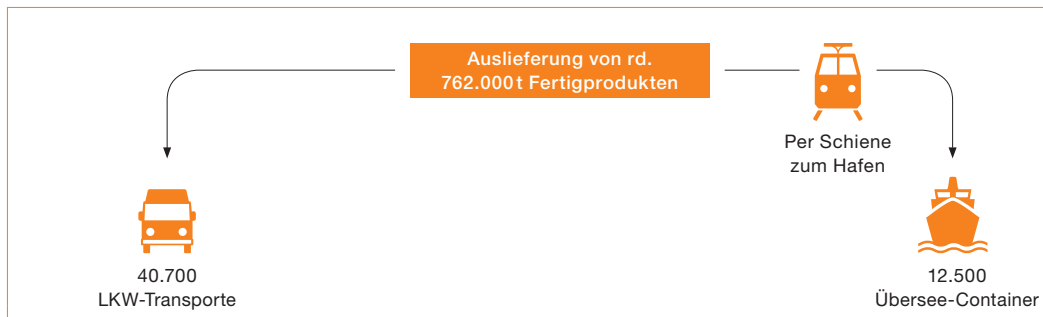 Auslieferung von rd.
762.000 t Fertigprodukten
Per Schiene
zum Hafen
40.700
LKW-Transporte
12.500
Übersee-Container